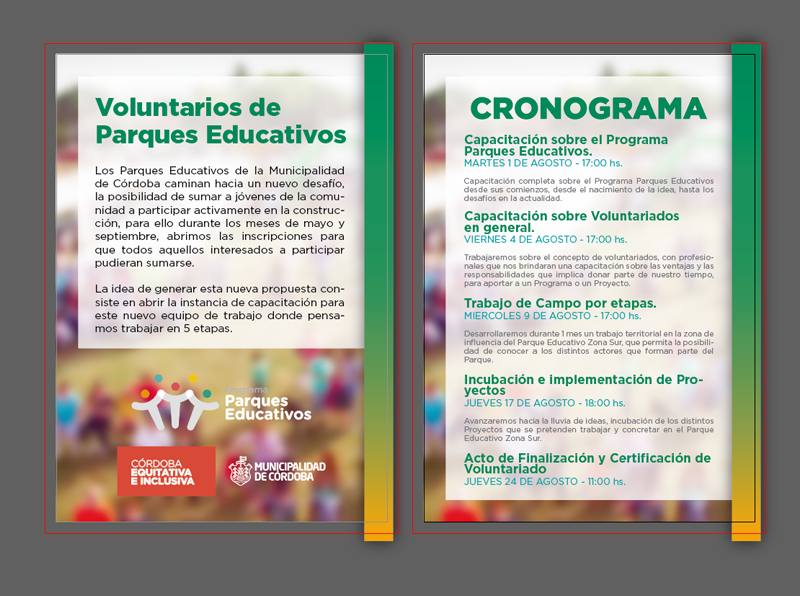 Voluntarios de
Parques Educativos
Los Parques Educativos de la Municipalidad
de Córdoba caminan hacia un nuevo desafío,
la posibilidad de sumar a jóvenes de la comu-
nidad a participar activamente en la construc-
ción, para ello durante los meses de mayo y
septiembre, abrimos las inscripciones para
que todos aquellos interesados a participar
pudieran sumarse.
La idea de generar esta nueva propuesta con-
siste en abrir la instancia de capacitación para
este nuevo equipo de trabajo donde pensa-
mos trabajar en 5 etapas.
Programa
Parques
Educativos
CÓRDOBA
EQUITATIVA
E INCLUSIVA
MUNICIPALIDAD
DE CÓRDOBA
CRONOGRAMA
Capacitación sobre el Programa
Parques Educativos.
MARTES 1 DE AGOSTO - 17:00 hs.
Capacitación completa sobre el Programa Parques Educativos
desde sus comienzos, desde el nacimiento de la idea, hasta los
desafíos en la actualidad.
Capacitación sobre Voluntariados
en general.
VIERNES 4 DE AGOSTO - 17:00 hs.
Trabajaremos sobre el concepto de voluntariados, con profesio-
nales que nos brindaran una capacitación sobre las ventajas y las
responsabilidades que implica donar parte de nuestro tiempo,
para aportar a un Programa o un Proyecto.
Trabajo de Campo por etapas.
MIERCOLES 9 DE AGOSTO - 17:00 hs.
Desarrollaremos durante 1 mes un trabajo territorial en la zona de
influencia del Parque Educativo Zona Sur, que permita la posibili-
dad de conocer a los distintos actores que forman parte del
Parque.
Incubación e implementación de Pro-
yectos
JUEVES 17 DE AGOSTO - 18:00 hs.
Avanzaremos hacia la lluvia de ideas, incubación de los distintos
Proyectos que se pretenden trabajar y concretar en el Parque
Educativo Zona Sur.
Acto de Finalización y Certificación de
Voluntariado
JUEVES 24 DE AGOSTO - 11:00 hs.